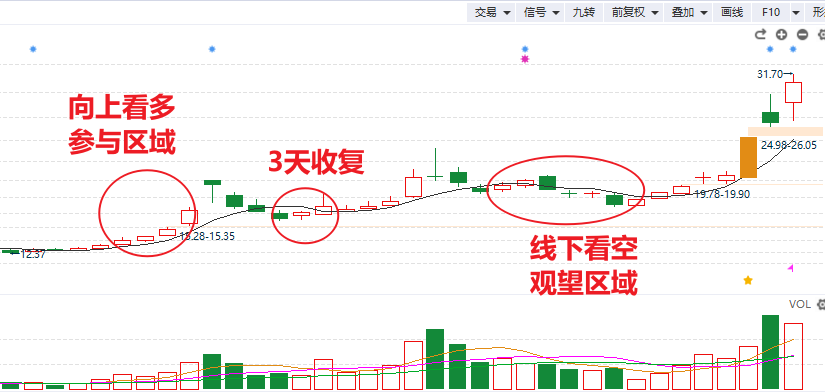 交易 信号 九转 前复权 叠加 画线 F10
31.70
向上看多
参与区域
3天收复
24.98-26.05
19.78-19.90
15.28-15.35
线下看空
观望区域
12.37
VOL